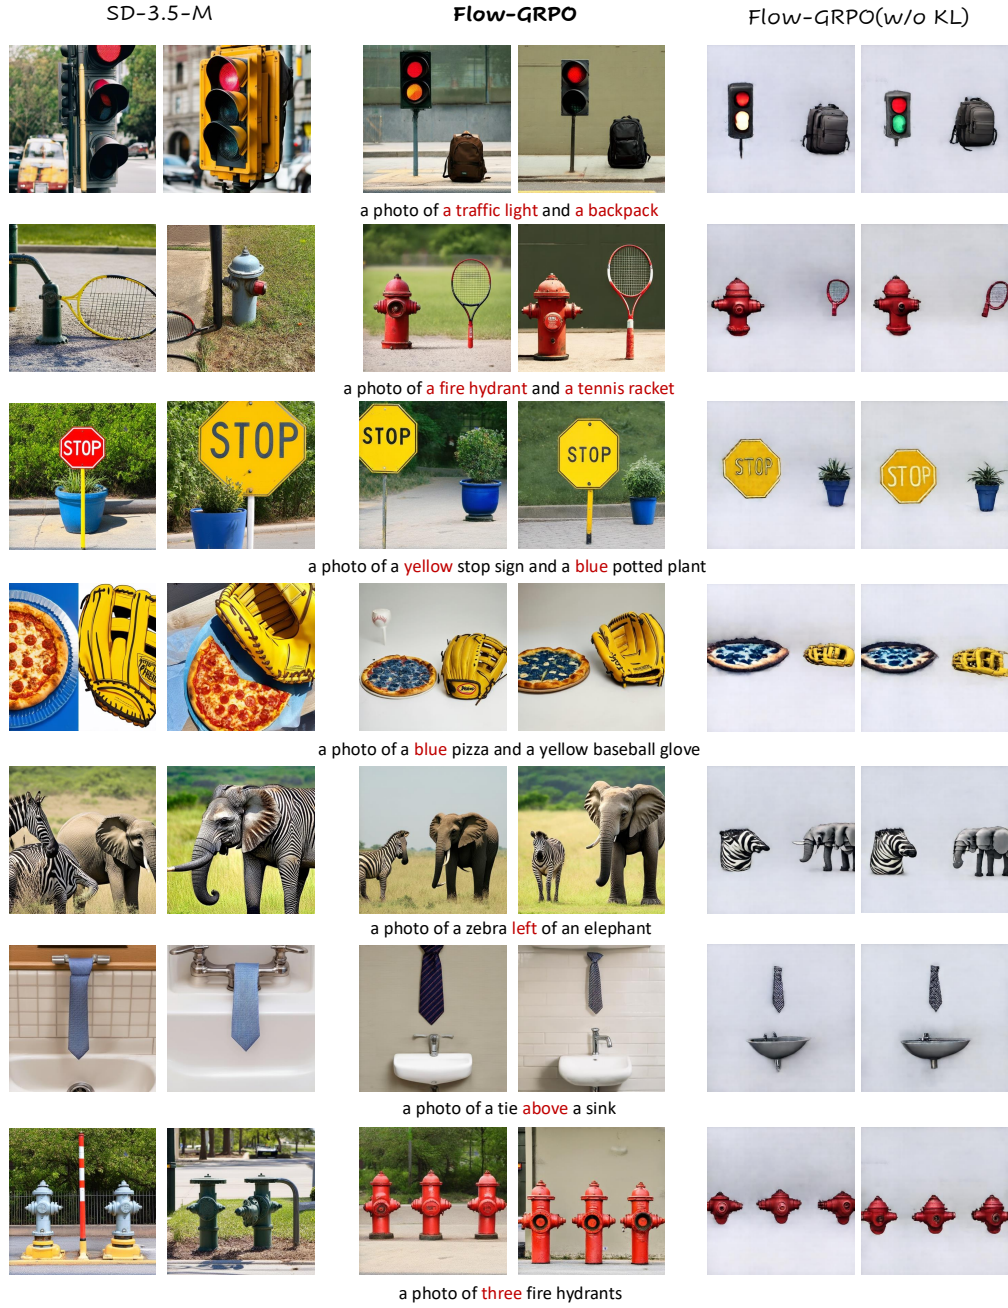 SD-3.5-M
Flow-GRPO
Flow-GRPO(w/o KL)
a photo of a traffic light and a backpack
a photo of a fire hydrant and a tennis racket
STOP
STOP
STOP
STOP
STOP
STOP
a photo of a yellow stop sign and a blue potted plant
a photo of a blue pizza and a yellow baseball glove
a photo of a zebra left of an elephant
a photo of a tie above a sink
a photo of three fire hydrants